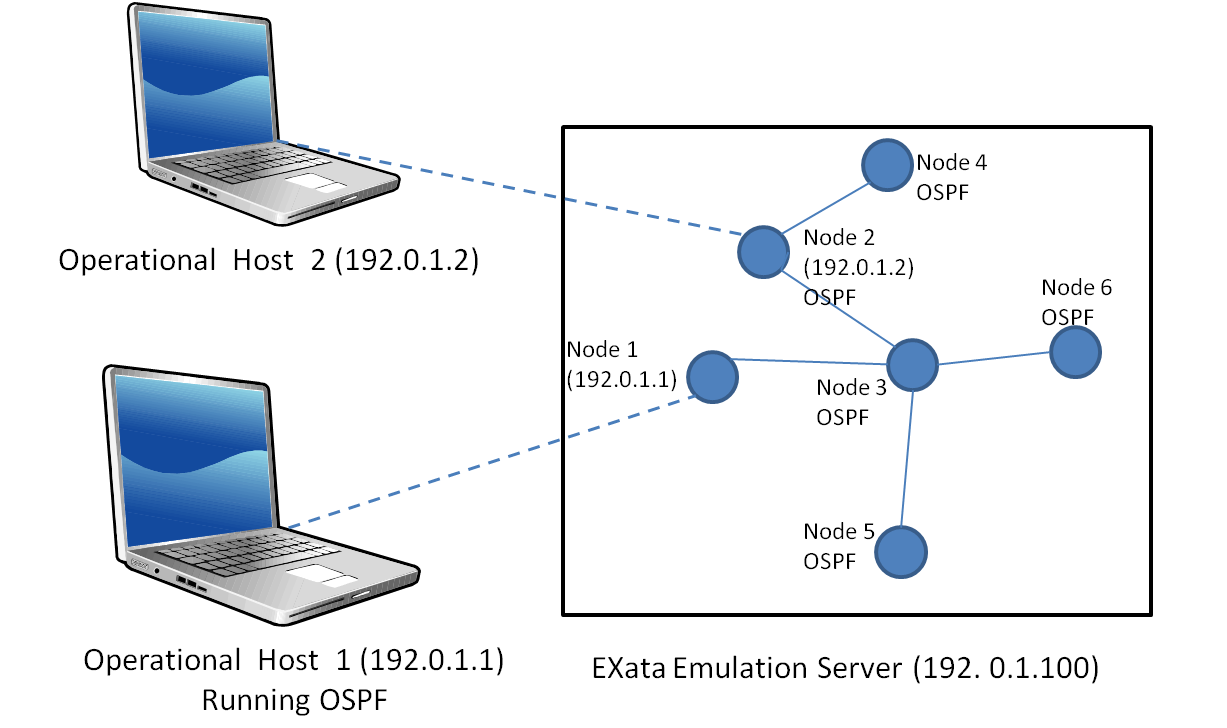 Node 4
OSPF
Node 2
(192.0.1.2)
OSPF
Operational Host 2 (192.0.1.2)
Node 6
OSPF
Node 1
(192.0.1.1)
Node 3
OSPF
Node 5
OSPF
Operational Host 1 (192.0.1.1)
Running OSPF
EXata Emulation Server (192. 0.1.100)